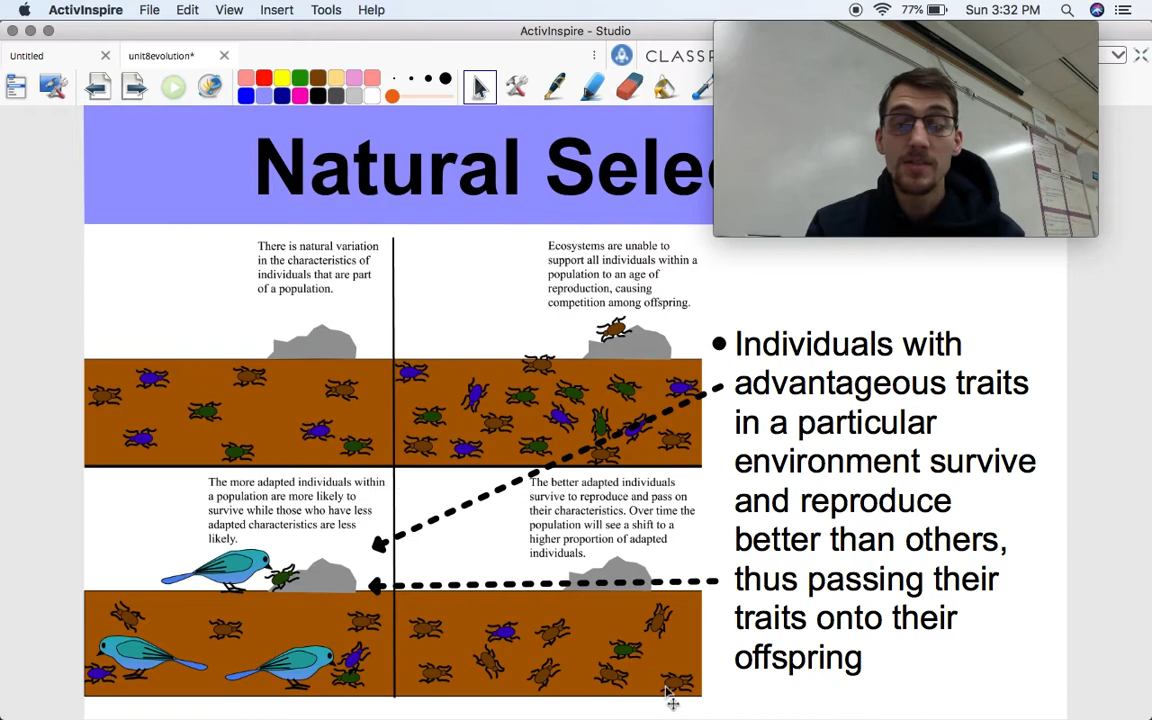 ActivInspire File Edit View Insert Tools Help 77% Sun 3:32 PM
ActivInspire - Studio
Untitled unit8evolution*
Natural
There is natural variation
in the characteristics of
individuals that are part
of a population.
Ecosystems are unable to
support all individuals within a
population to an age of
reproduction, causing
competition among offspring.
The more adapted individuals within
a population are more likely to
survive while those who have less
adapted characteristics are less
likely.
The better adapted individuals
survive to reproduce and pass on
their characteristics. Over time the
population will see a shift to a
higher proportion of adapted
individuals.
• Individuals with
advantageous traits
in a particular
environment survive
and reproduce
better than others,
thus passing their
traits onto their
offspring